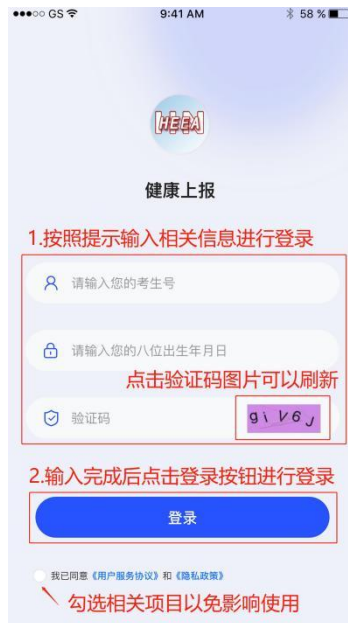 GS 9:41 AM 58 %
HEEA
健康上报
1.按照提示输入相关信息进行登录
请输入您的考生号
请输入您的八位出生年月日
点击验证码图片可以刷新
验证码 giV6J
2.输入完成后点击登录按钮进行登录
登录
我已同意《用户服务协议》和《隐私政策》
勾选相关项目以免影响使用